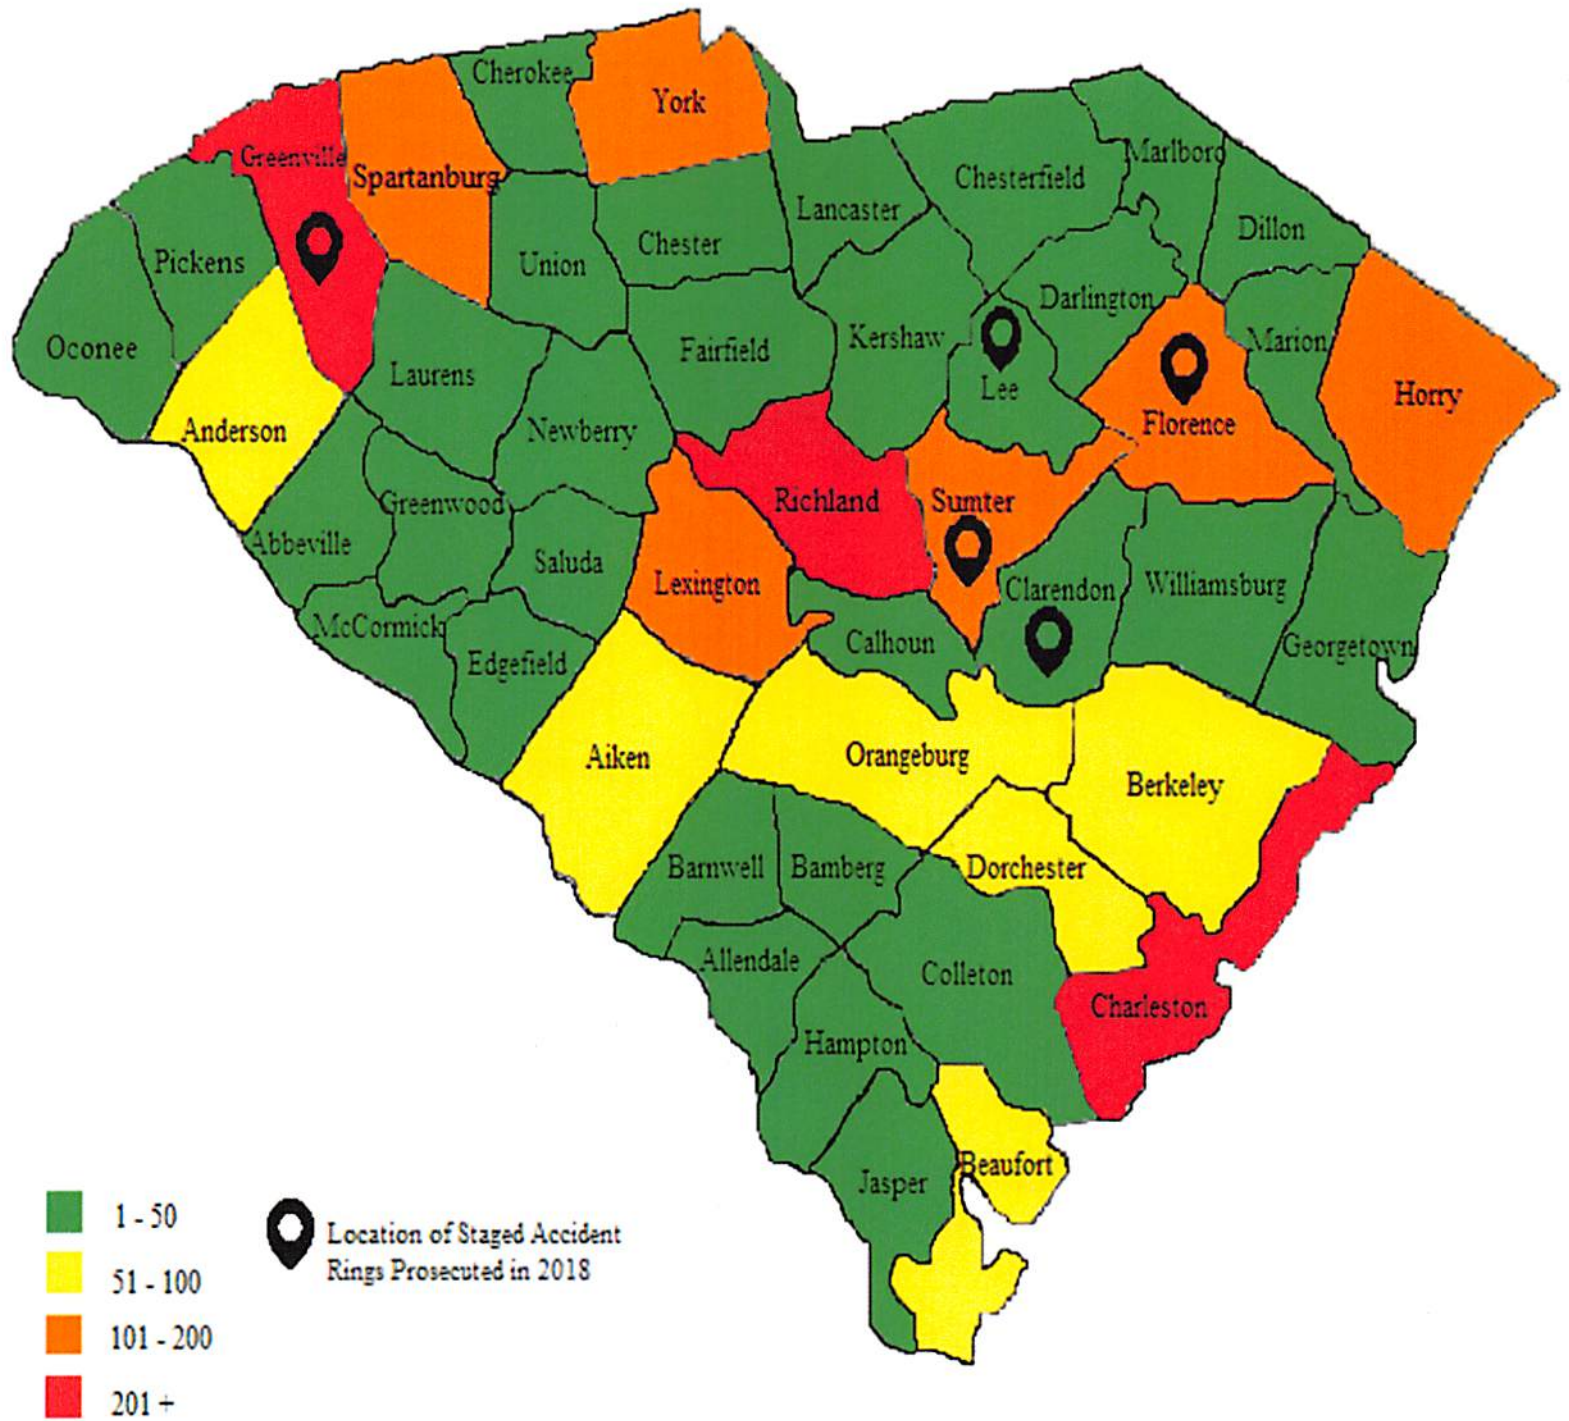 Cherokee
York
Greenville
Spartanburg
Marlboro
Chesterfield
Lancaster
Dillon
Chester
Pickens
Union
Darlington
Oconee
Laurens
Fairfield
Kershaw
Marion
Lee
Horry
Anderson
Newberry
Florence
Greenwood
Richland
Sumter
Abbeville
Saluda
Lexington
Clarendon
Williamsburg
McCormick
Edgefield
Calhoun
Georgetown
Aiken
Orangeburg
Berkeley
Barnwell
Bamberg
Dorchester
Allendale
Colleton
Charleston
Hampton
Jasper
Beaufort
1 - 50
51 - 100
101 - 200
201 +
Location of Staged Accident
Rings Prosecuted in 2018